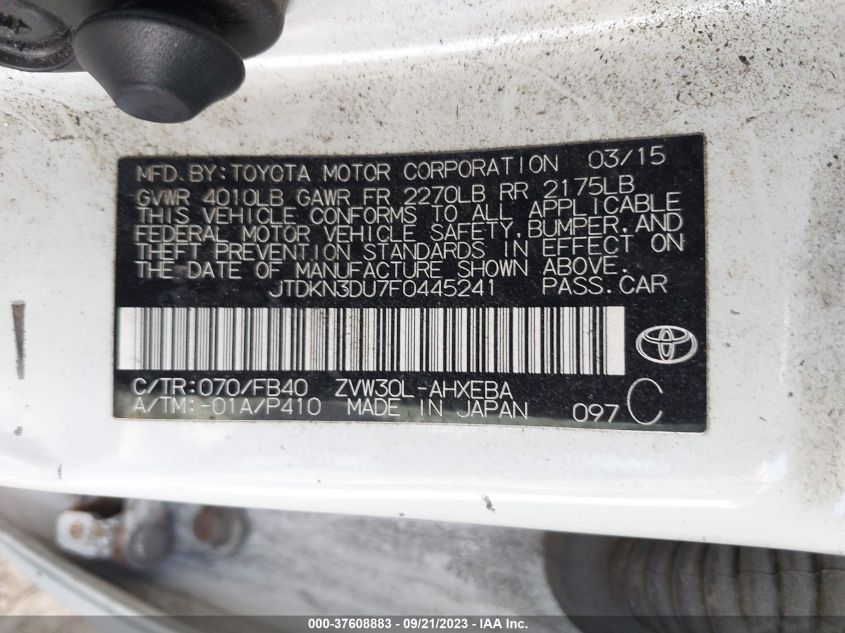 MFD. BY: TOYOTA MOTOR CORPORATION 03/15
GVWR 4010LB GAWR FR 2270LB RR 2175LB
THIS VEHICLE CONFORMS TO ALL APPLICABLE
FEDERAL MOTOR VEHICLE SAFETY, BUMPER, AND
THEFT PREVENTION STANDARDS IN EFFECT ON
THE DATE OF MANUFACTURE SHOWN ABOVE.
JTDKN3DU7F0445241 PASS. CAR
C/TR: 070/FB40 ZVW30L-AHXEBA
A/TM: -01A/P410 MADE IN JAPAN 097 C
000-37608883 - 09/21/2023 - IAA Inc.